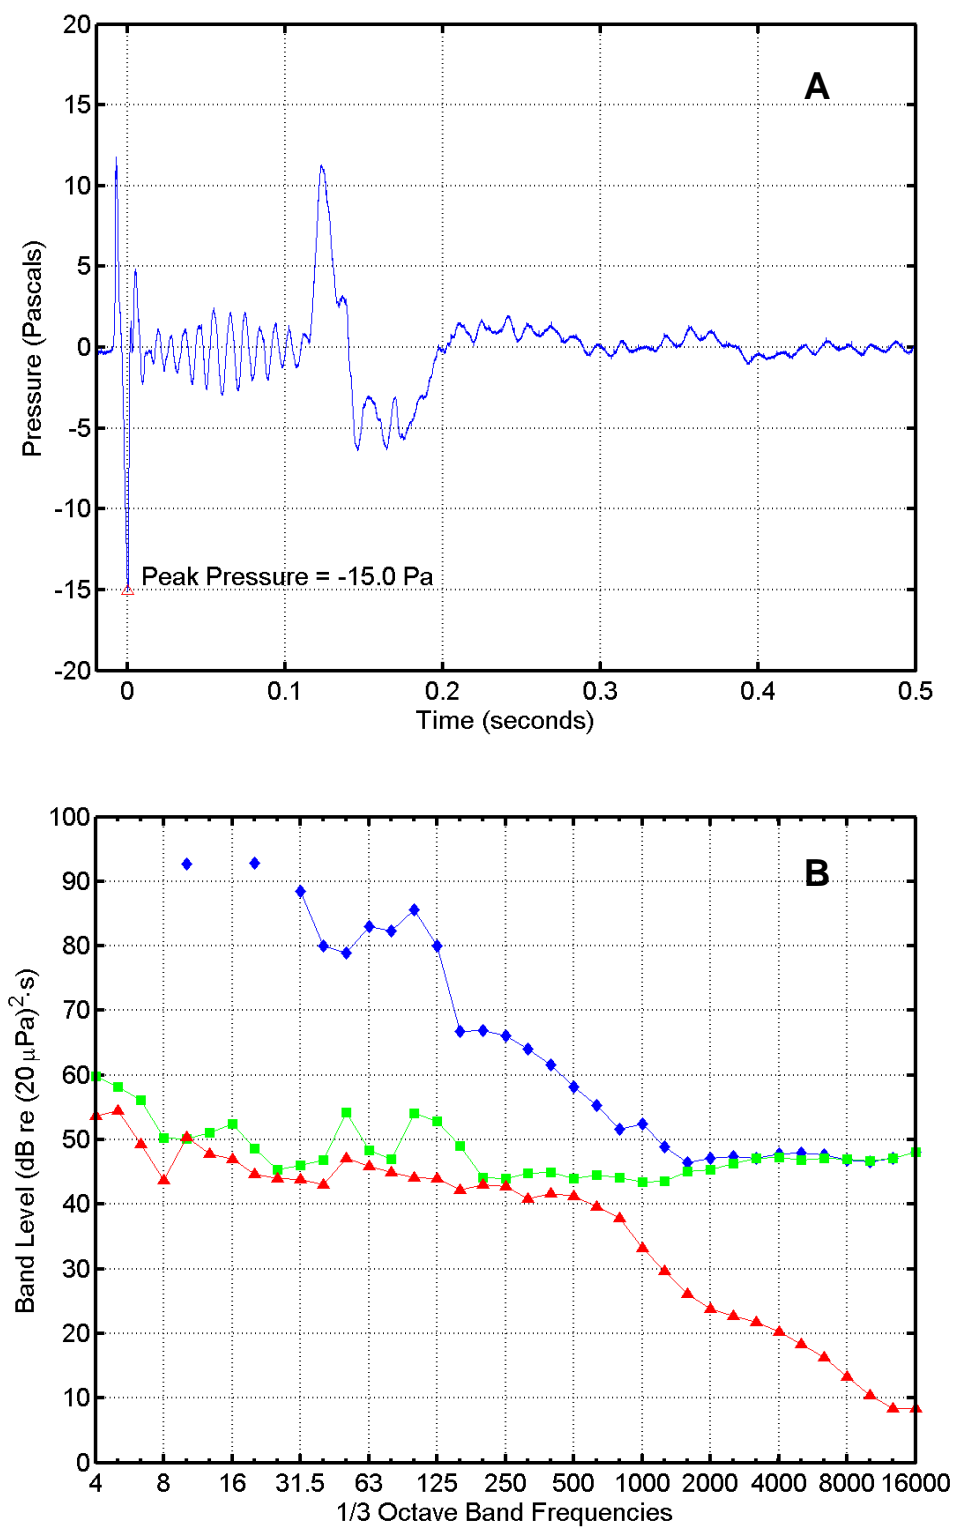 20
15
10
5
0
-5
-10
-15
-20
Pressure (Pascals)
A
Peak Pressure = -15.0 Pa
0 0.1 0.2 0.3 0.4 0.5
Time (seconds)
100
90
80
70
60
50
40
30
20
10
0
Band Level (dB re (20 μPa)²·s)
B
4 8 16 31.5 63 125 250 500 1000 2000 4000 8000 16000
1/3 Octave Band Frequencies